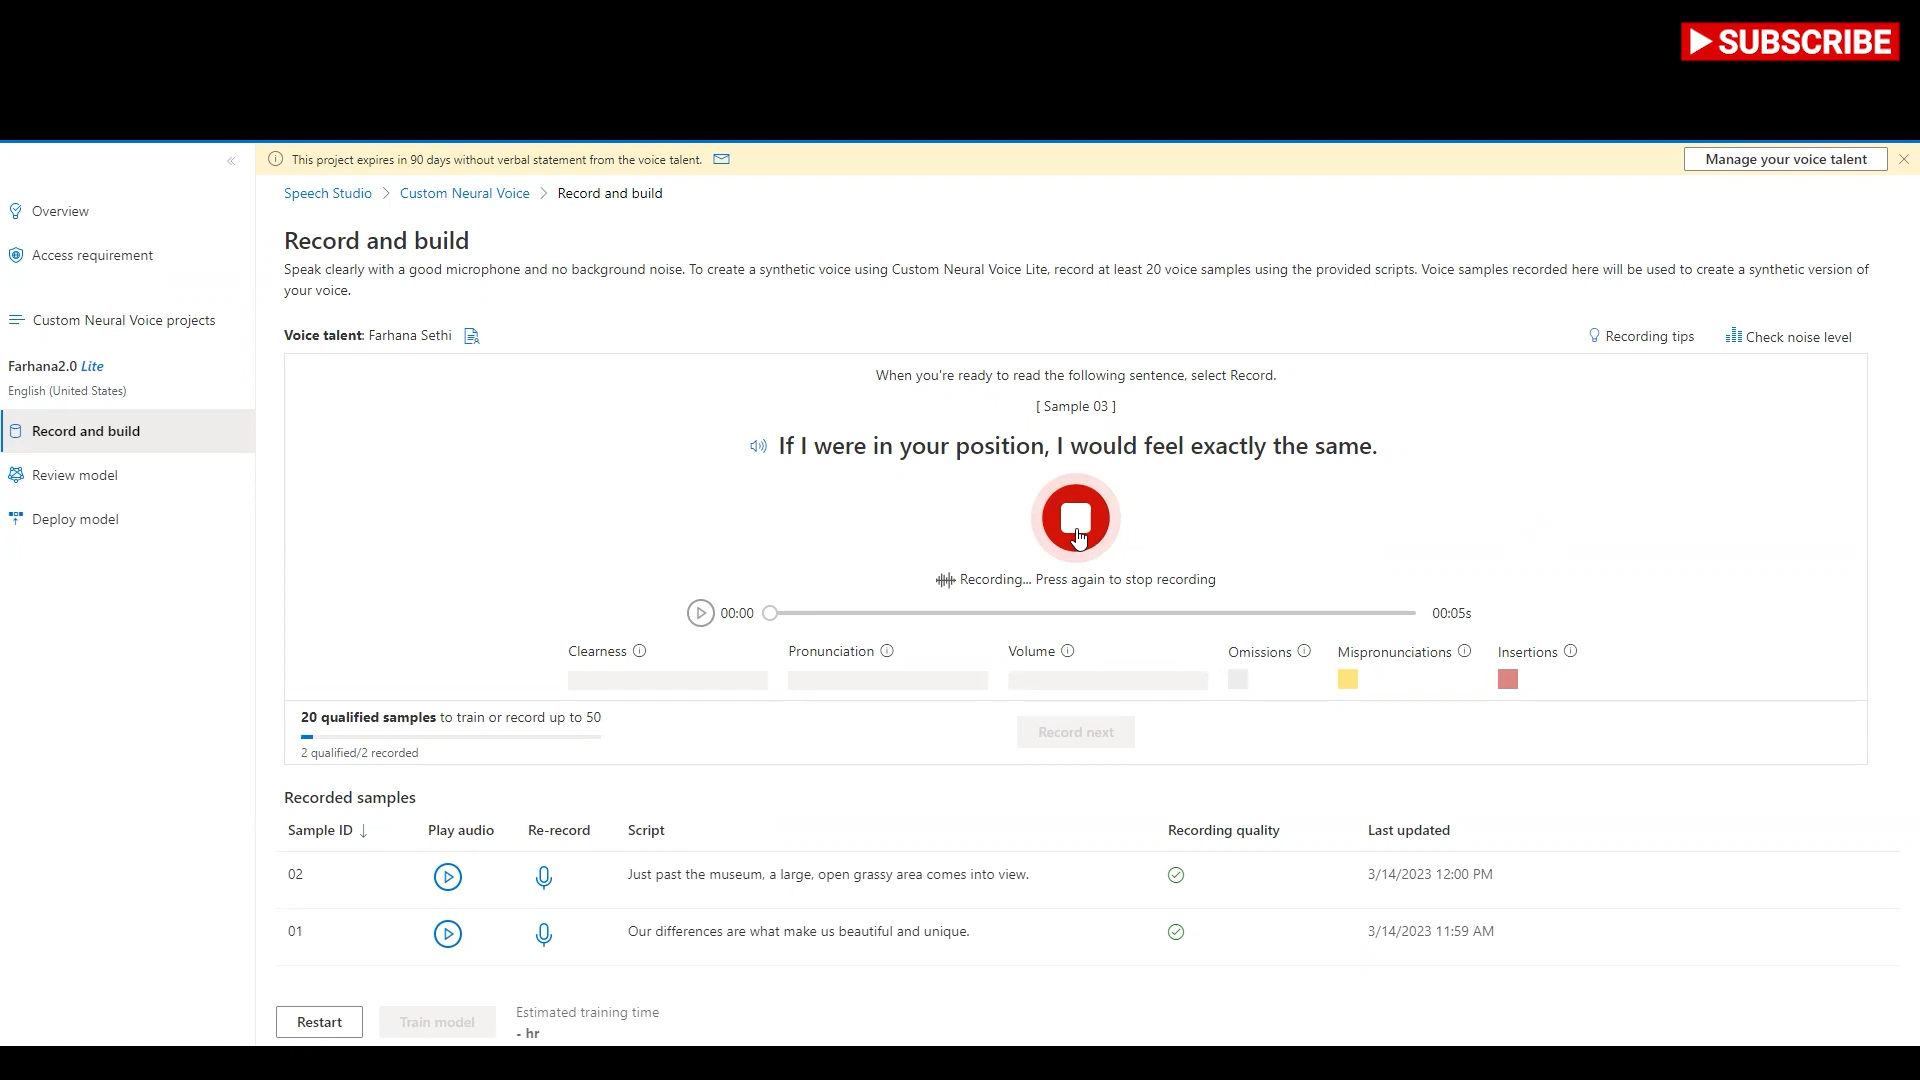 SUBSCRIBE
This project expires in 90 days without verbal statement from the voice talent.
Manage your voice talent
Speech Studio > Custom Neural Voice > Record and build
Overview
Access requirement
Custom Neural Voice projects
Farhana2.0 Lite
English (United States)
Record and build
Review model
Deploy model
Record and build
Speak clearly with a good microphone and no background noise. To create a synthetic voice using Custom Neural Voice Lite, record at least 20 voice samples using the provided scripts. Voice samples recorded here will be used to create a synthetic version of
your voice.
Voice talent: Farhana Sethi
Recording tips
Check noise level
When you're ready to read the following sentence, select Record.
[ Sample 03 ]
If I were in your position, I would feel exactly the same.
Recording... Press again to stop recording
00:00
00:05s
Clearness
Pronunciation
Volume
Omissions
Mispronunciations
Insertions
20 qualified samples to train or record up to 50
2 qualified/2 recorded
Record next
Recorded samples
Sample ID ↓ Play audio Re-record Script Recording quality Last updated
02 Just past the museum, a large, open grassy area comes into view. 3/14/2023 12:00 PM
01 Our differences are what make us beautiful and unique. 3/14/2023 11:59 AM
Restart
Train model
Estimated training time
- hr